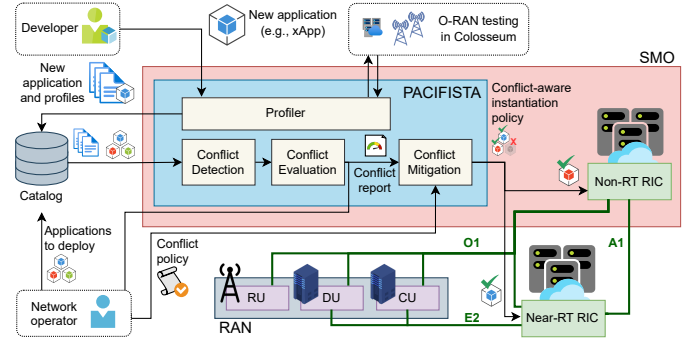 Developer
New application
(e.g., xApp)
O-RAN testing
in Colosseum
SMO
New
application
and profiles
PACIFISTA
Conflict-aware
instantiation
policy
Profiler
Conflict
Detection
Conflict
Evaluation
Conflict
report
Conflict
Mitigation
Catalog
Non-RT RIC
Applications
to deploy
Conflict
policy
O1
A1
RU
DU
CU
RAN
E2
Near-RT RIC
Network
operator